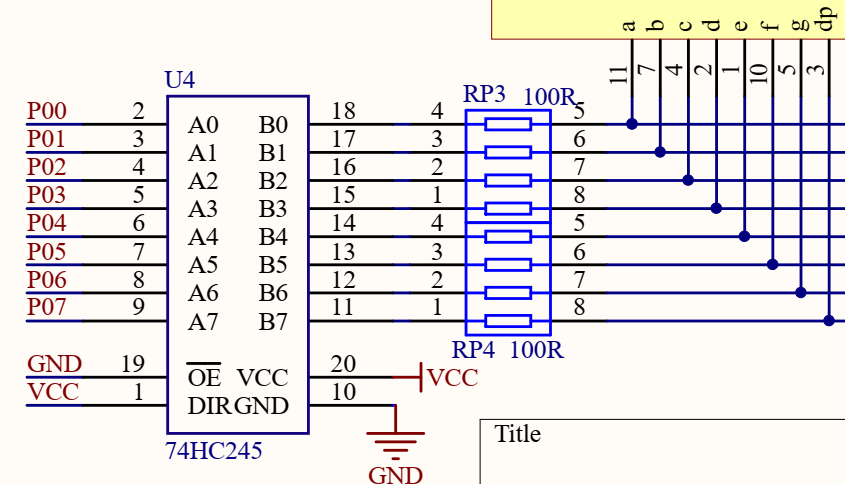 a b c d e f g dp
11 7 4 2 1 10 5 3
U4
RP3 100R
P00 2 A0 B0 18 4 5
P01 3 A1 B1 17 3 6
P02 4 A2 B2 16 2 7
P03 5 A3 B3 15 1 8
P04 6 A4 B4 14 4 5
P05 7 A5 B5 13 3 6
P06 8 A6 B6 12 2 7
P07 9 A7 B7 11 1 8
RP4 100R
GND 19 OE VCC 20 VCC
VCC 1 DIR GND 10
74HC245
GND
Title